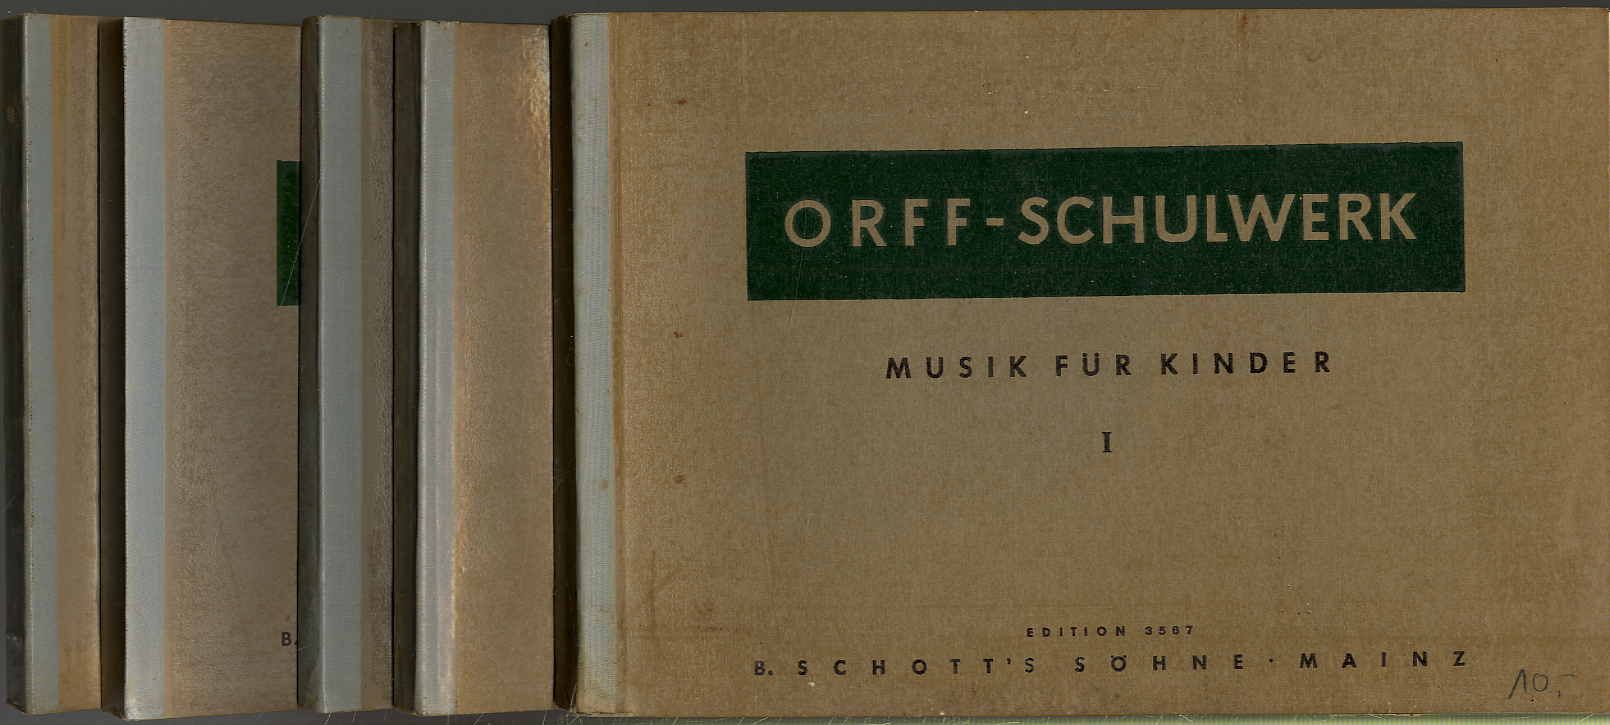 ORFF-SCHULWERK
MUSIK FÜR KINDER
I
EDITION 3567
B. SCHOTT'S SÖHNE · MAINZ
10,-
B.